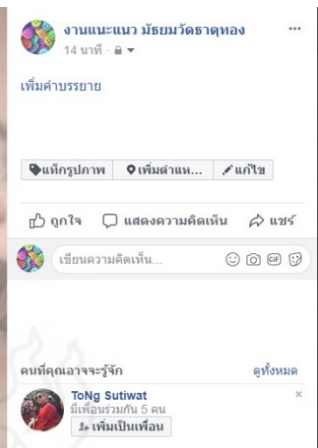 งานแนะแนว มัธยมวัดธาตุทอง
14 นาที ·
เพิ่มคำบรรยาย
แท็กรูปภาพ เพิ่มตำแห... แก้ไข
ถูกใจ แสดงความคิดเห็น แชร์
เขียนความคิดเห็น... GIF
คนที่คุณอาจจะรู้จัก ดูทั้งหมด
ToNg Sutiwat
มีเพื่อนร่วมกัน 5 คน
เพิ่มเป็นเพื่อน